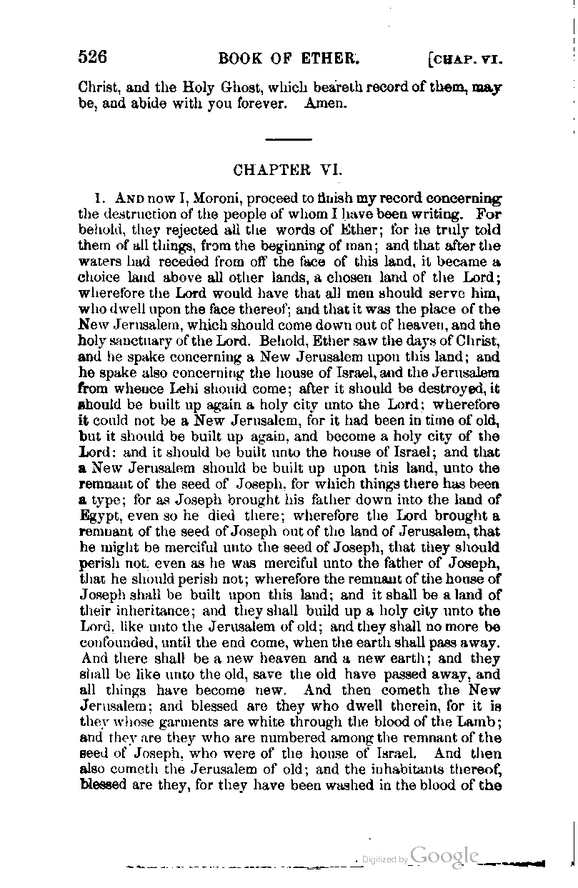 526 BOOK OF ETHER. [CHAP. VI.
Christ, and the Holy Ghost, which beareth record of them, may
be, and abide with you forever. Amen.
CHAPTER VI.
1. AND now I, Moroni, proceed to finish my record concerning
the destruction of the people of whom I have been writing. For
behold, they rejected all the words of Ether; for he truly told
them of all things, from the beginning of man; and that after the
waters had receded from off the face of this land, it became a
choice land above all other lands, a chosen land of the Lord;
wherefore the Lord would have that all men should serve him,
who dwell upon the face thereof; and that it was the place of the
New Jerusalem, which should come down out of heaven, and the
holy sanctuary of the Lord. Behold, Ether saw the days of Christ,
and he spake concerning a New Jerusalem upon this land; and
he spake also concerning the house of Israel, and the Jerusalem
from whence Lehi should come; after it should be destroyed, it
should be built up again a holy city unto the Lord; wherefore
it could not be a New Jerusalem, for it had been in time of old,
but it should be built up again, and become a holy city of the
Lord; and it should be built unto the house of Israel; and that
a New Jerusalem should be built up upon this land, unto the
remnant of the seed of Joseph, for which things there has been
a type; for as Joseph brought his father down into the land of
Egypt, even so he died there; wherefore the Lord brought a
remnant of the seed of Joseph out of the land of Jerusalem, that
he might be merciful unto the seed of Joseph, that they should
perish not, even as he was merciful unto the father of Joseph,
that he should perish not; wherefore the remnant of the house of
Joseph shall be built upon this land; and it shall be a land of
their inheritance; and they shall build up a holy city unto the
Lord, like unto the Jerusalem of old; and they shall no more be
confounded, until the end come, when the earth shall pass away.
And there shall be a new heaven and a new earth; and they
shall be like unto the old, save the old have passed away, and
all things have become new. And then cometh the New
Jerusalem; and blessed are they who dwell therein, for it is
they whose garments are white through the blood of the Lamb;
and they are they who are numbered among the remnant of the
seed of Joseph, who were of the house of Israel. And then
also cometh the Jerusalem of old; and the inhabitants thereof,
blessed are they, for they have been washed in the blood of the
Digitized by Google